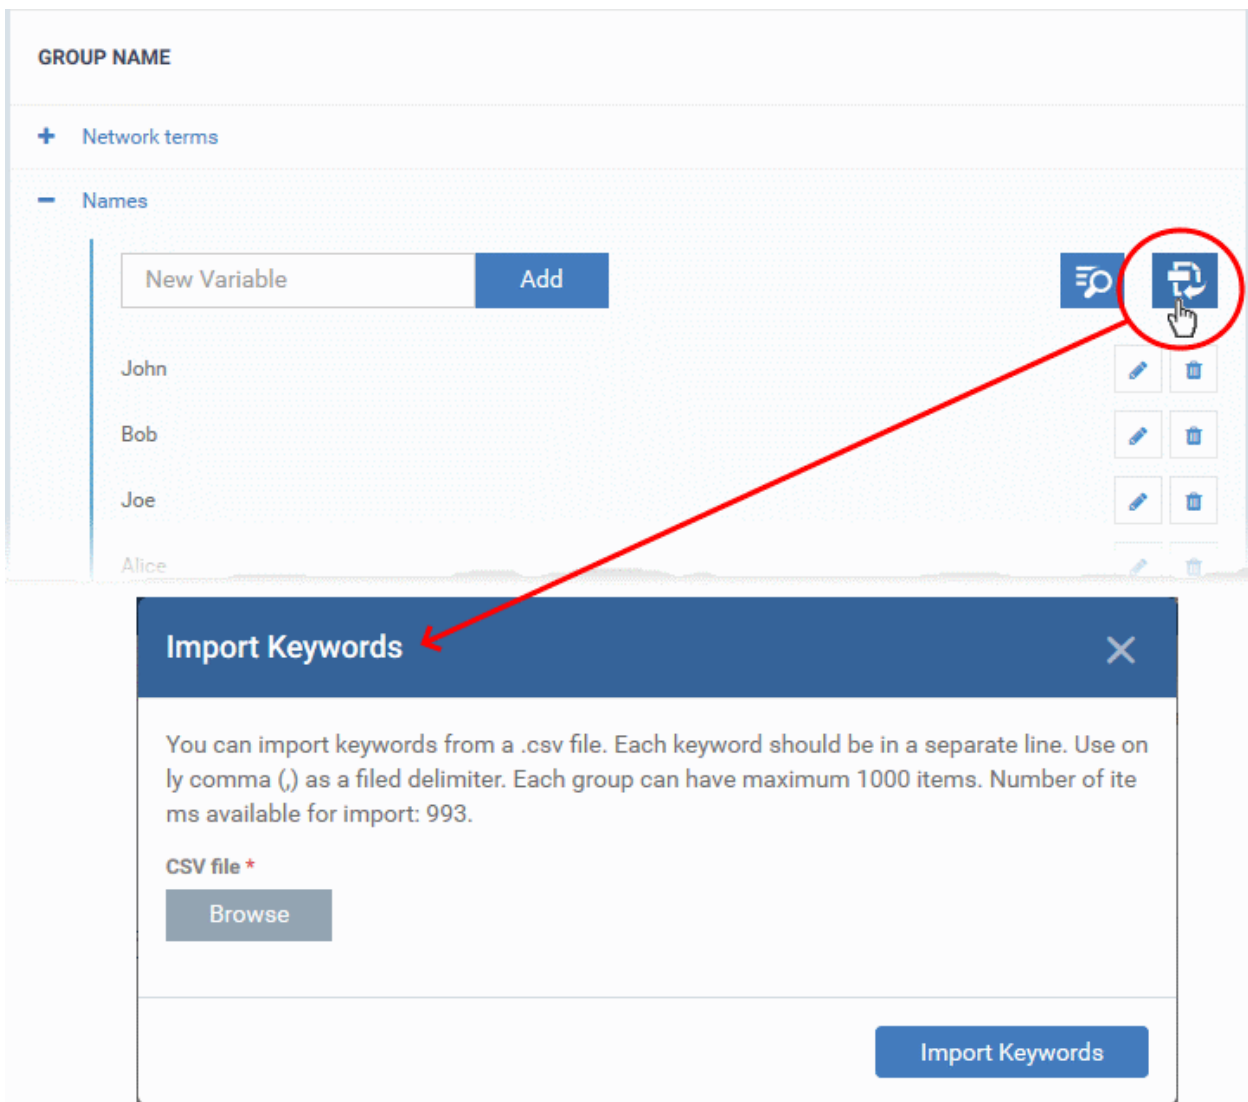 GROUP NAME
Network terms
Names
New Variable
Add
John
Bob
Joe
Alice
Import Keywords
You can import keywords from a .csv file. Each keyword should be in a separate line. Use on
ly comma (,) as a filed delimiter. Each group can have maximum 1000 items. Number of ite
ms available for import: 993.
CSV file *
Browse
Import Keywords